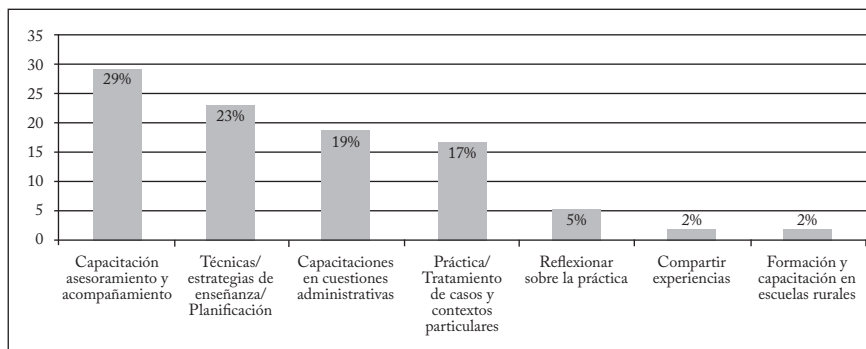 35
30
25
20
15
10
5
0
29%
23%
19%
17%
5%
2%
2%
Capacitación
asesoramiento y
acompañamiento
Técnicas/
estrategias de
enseñanza/
Planificación
Capacitaciones
en cuestiones
administrativas
Práctica/
Tratamiento
de casos y
contextos
particulares
Reflexionar
sobre la práctica
Compartir
experiencias
Formación y
capacitación en
escuelas rurales